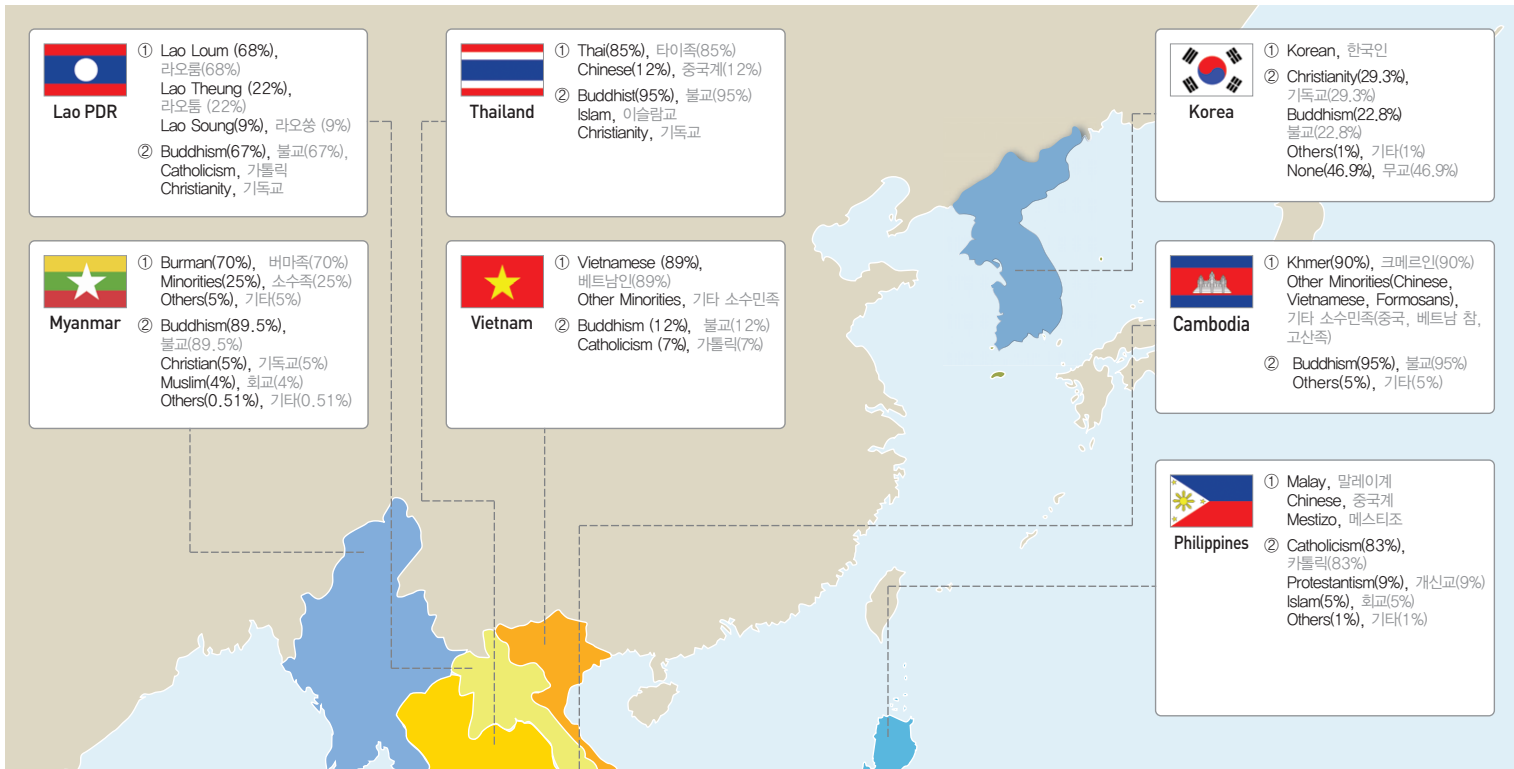 Lao PDR
① Lao Loum (68%),
라오룸(68%)
Lao Theung (22%),
라오퉁 (22%)
Lao Soung(9%), 라오쑹 (9%)
② Buddhism(67%), 불교(67%),
Catholicism, 가톨릭
Christianity, 기독교
Thailand
① Thai(85%), 타이족(85%)
Chinese(12%), 중국계(12%)
② Buddhist(95%), 불교(95%)
Islam, 이슬람교
Christianity, 기독교
Korea
① Korean, 한국인
② Christianity(29.3%),
기독교(29.3%)
Buddhism(22.8%)
불교(22.8%)
Others(1%), 기타(1%)
None(46.9%), 무교(46.9%)
Myanmar
① Burman(70%), 버마족(70%)
Minorities(25%), 소수족(25%)
Others(5%), 기타(5%)
② Buddhism(89.5%),
불교(89.5%)
Christian(5%), 기독교(5%)
Muslim(4%), 회교(4%)
Others(0.51%), 기타(0.51%)
Vietnam
① Vietnamese (89%),
베트남인(89%)
Other Minorities, 기타 소수민족
② Buddhism (12%), 불교(12%)
Catholicism (7%), 가톨릭(7%)
Cambodia
① Khmer(90%), 크메르인(90%)
Other Minorities(Chinese,
Vietnamese, Formosans),
기타 소수민족(중국, 베트남 참,
고산족)
② Buddhism(95%), 불교(95%)
Others(5%), 기타(5%)
Philippines
① Malay, 말레이계
Chinese, 중국계
Mestizo, 메스티조
② Catholicism(83%),
카톨릭(83%)
Protestantism(9%), 개신교(9%)
Islam(5%), 회교(5%)
Others(1%), 기타(1%)